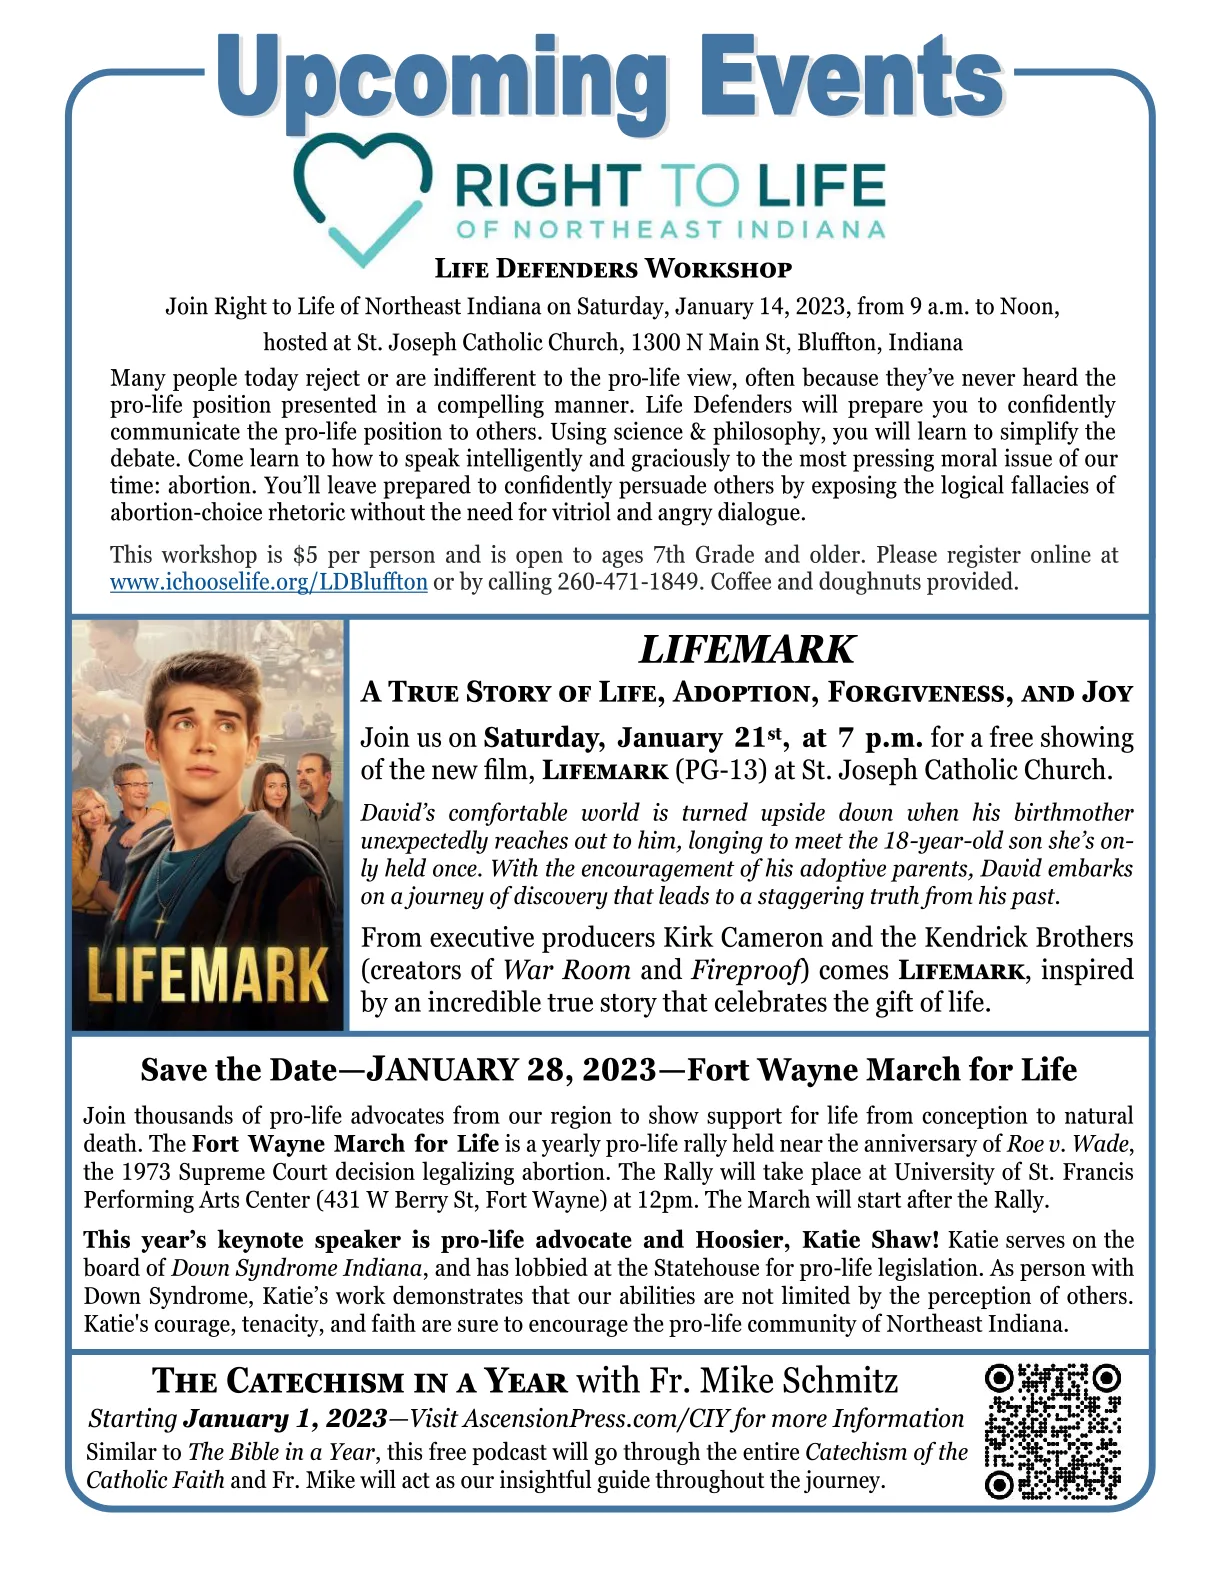 Upcoming Events
RIGHT TO LIFE
OF NORTHEAST INDIANA
LIFE DEFENDERS WORKSHOP
Join Right to Life of Northeast Indiana on Saturday, January 14, 2023, from 9 a.m. to Noon,
hosted at St. Joseph Catholic Church, 1300 N Main St, Bluffton, Indiana
Many people today reject or are indifferent to the pro-life view, often because they’ve never heard the
pro-life position presented in a compelling manner. Life Defenders will prepare you to confidently
communicate the pro-life position to others. Using science & philosophy, you will learn to simplify the
debate. Come learn to how to speak intelligently and graciously to the most pressing moral issue of our
time: abortion. You’ll leave prepared to confidently persuade others by exposing the logical fallacies of
abortion-choice rhetoric without the need for vitriol and angry dialogue.
This workshop is $5 per person and is open to ages 7th Grade and older. Please register online at
www.ichooselife.org/LDBluffton or by calling 260-471-1849. Coffee and doughnuts provided.
LIFEMARK
LIFEMARK
A TRUE STORY OF LIFE, ADOPTION, FORGIVENESS, AND JOY
Join us on Saturday, January 21st, at 7 p.m. for a free showing
of the new film, LIFEMARK (PG-13) at St. Joseph Catholic Church.
David’s comfortable world is turned upside down when his birthmother
unexpectedly reaches out to him, longing to meet the 18-year-old son she’s on-
ly held once. With the encouragement of his adoptive parents, David embarks
on a journey of discovery that leads to a staggering truth from his past.
From executive producers Kirk Cameron and the Kendrick Brothers
(creators of War Room and Fireproof) comes LIFEMARK, inspired
by an incredible true story that celebrates the gift of life.
Save the Date—JANUARY 28, 2023—Fort Wayne March for Life
Join thousands of pro-life advocates from our region to show support for life from conception to natural
death. The Fort Wayne March for Life is a yearly pro-life rally held near the anniversary of Roe v. Wade,
the 1973 Supreme Court decision legalizing abortion. The Rally will take place at University of St. Francis
Performing Arts Center (431 W Berry St, Fort Wayne) at 12pm. The March will start after the Rally.
This year’s keynote speaker is pro-life advocate and Hoosier, Katie Shaw! Katie serves on the
board of Down Syndrome Indiana, and has lobbied at the Statehouse for pro-life legislation. As person with
Down Syndrome, Katie’s work demonstrates that our abilities are not limited by the perception of others.
Katie's courage, tenacity, and faith are sure to encourage the pro-life community of Northeast Indiana.
THE CATECHISM IN A YEAR with Fr. Mike Schmitz
Starting January 1, 2023—Visit AscensionPress.com/CIY for more Information
Similar to The Bible in a Year, this free podcast will go through the entire Catechism of the
Catholic Faith and Fr. Mike will act as our insightful guide throughout the journey.